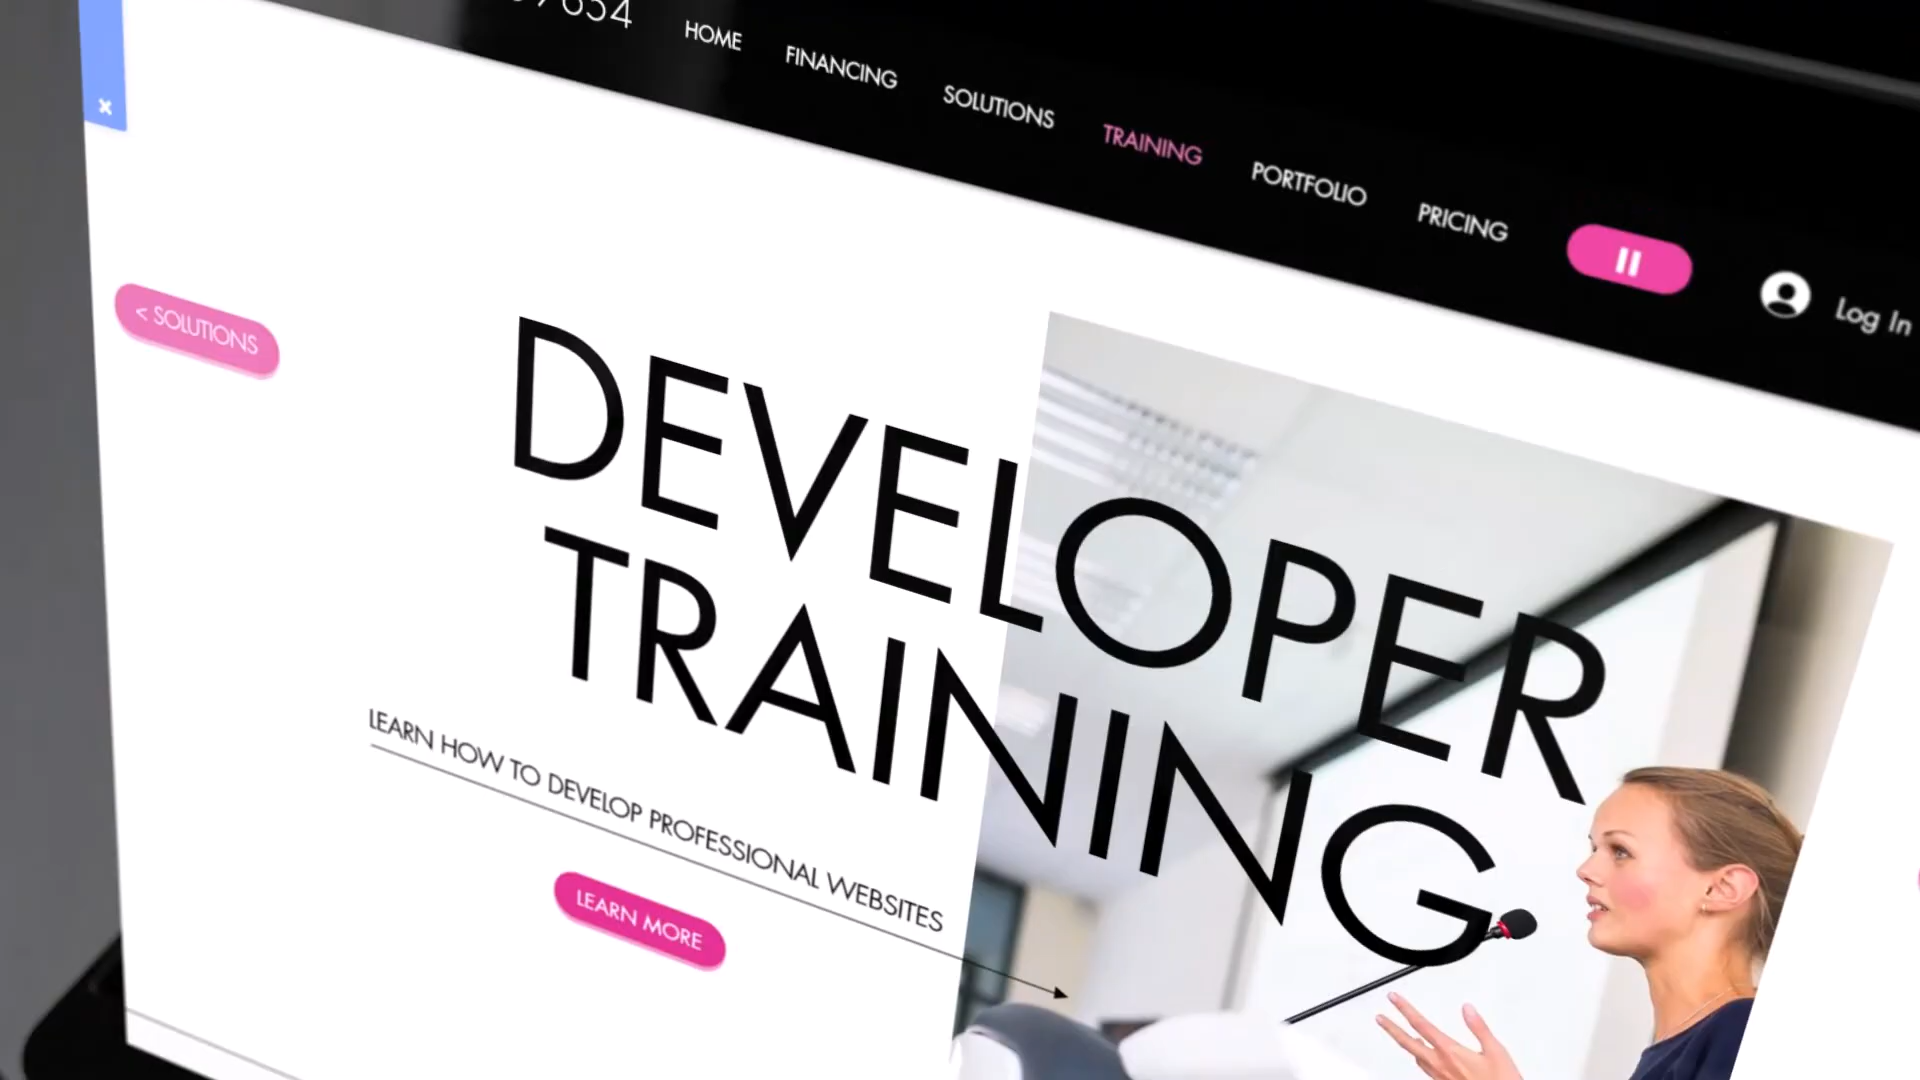 HOME
FINANCING
SOLUTIONS
TRAINING
PORTFOLIO
PRICING
Log In
< SOLUTIONS
DEVELOPER
TRAINING
LEARN HOW TO DEVELOP PROFESSIONAL WEBSITES
LEARN MORE